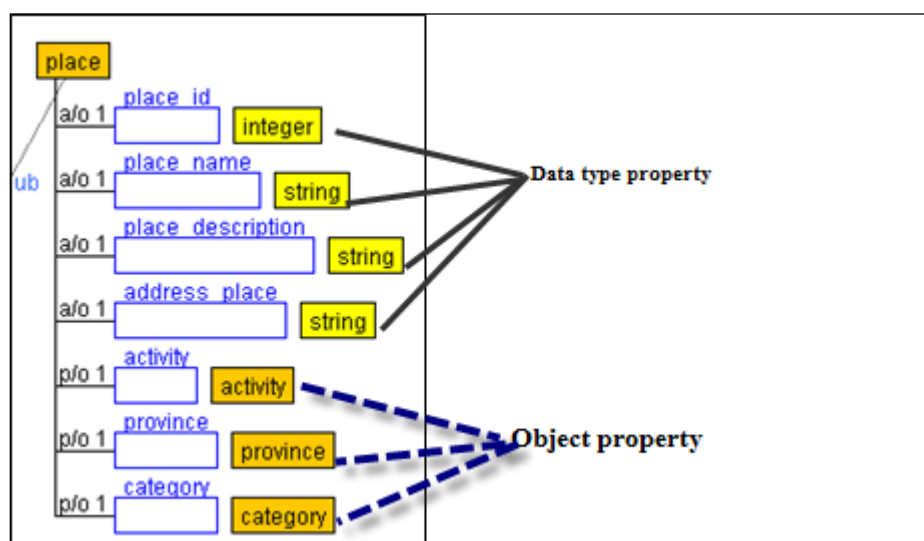 place
place_id
a/o 1 integer
place_name
ub a/o 1 string Data type property
place_description
a/o 1 string
address_place
a/o 1 string
activity
p/o 1 activity
province
p/o 1 province Object property
category
p/o 1 category